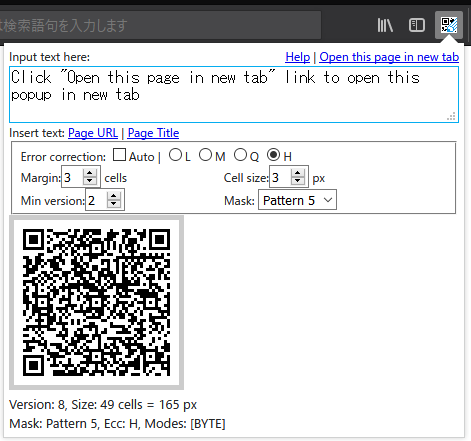 は検索語句を入力します
Input text here: Help | Open this page in new tab
Click "Open this page in new tab" link to open this
popup in new tab
Insert text: Page URL | Page Title
Error correction: Auto | L M Q H
Margin: 3 cells Cell size: 3 px
Min version: 2 Mask: Pattern 5
Version: 8, Size: 49 cells = 165 px
Mask: Pattern 5, Ecc: H, Modes: [BYTE]